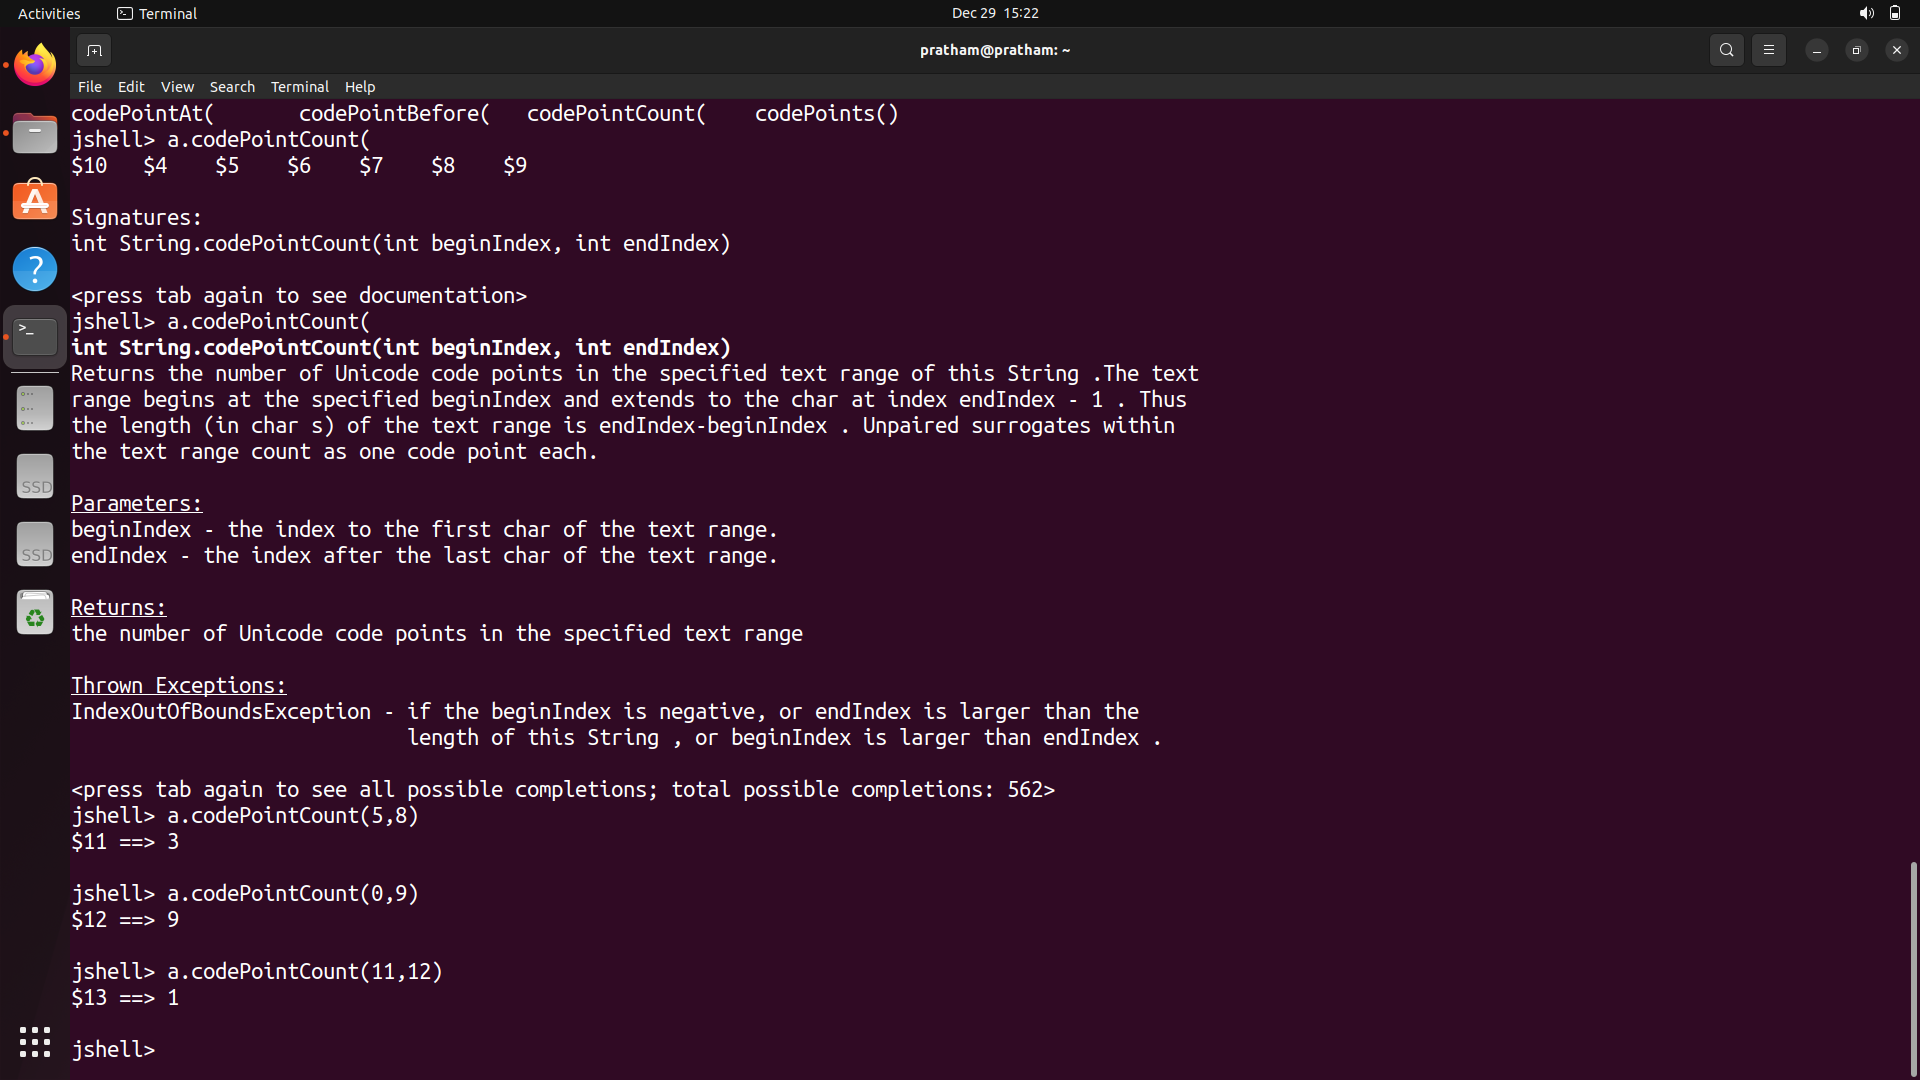 Activities Terminal Dec 29 15:22
pratham@pratham: ~
File Edit View Search Terminal Help
codePointAt( codePointBefore( codePointCount( codePoints()
jshell> a.codePointCount(
$10 $4 $5 $6 $7 $8 $9
Signatures:
int String.codePointCount(int beginIndex, int endIndex)
<press tab again to see documentation>
jshell> a.codePointCount(
int String.codePointCount(int beginIndex, int endIndex)
Returns the number of Unicode code points in the specified text range of this String .The text
range begins at the specified beginIndex and extends to the char at index endIndex - 1 . Thus
the length (in char s) of the text range is endIndex-beginIndex . Unpaired surrogates within
the text range count as one code point each.
Parameters:
beginIndex - the index to the first char of the text range.
endIndex - the index after the last char of the text range.
Returns:
the number of Unicode code points in the specified text range
Thrown Exceptions:
IndexOutOfBoundsException - if the beginIndex is negative, or endIndex is larger than the
length of this String , or beginIndex is larger than endIndex .
<press tab again to see all possible completions; total possible completions: 562>
jshell> a.codePointCount(5,8)
$11 ==> 3
jshell> a.codePointCount(0,9)
$12 ==> 9
jshell> a.codePointCount(11,12)
$13 ==> 1
jshell>
SSD
SSD